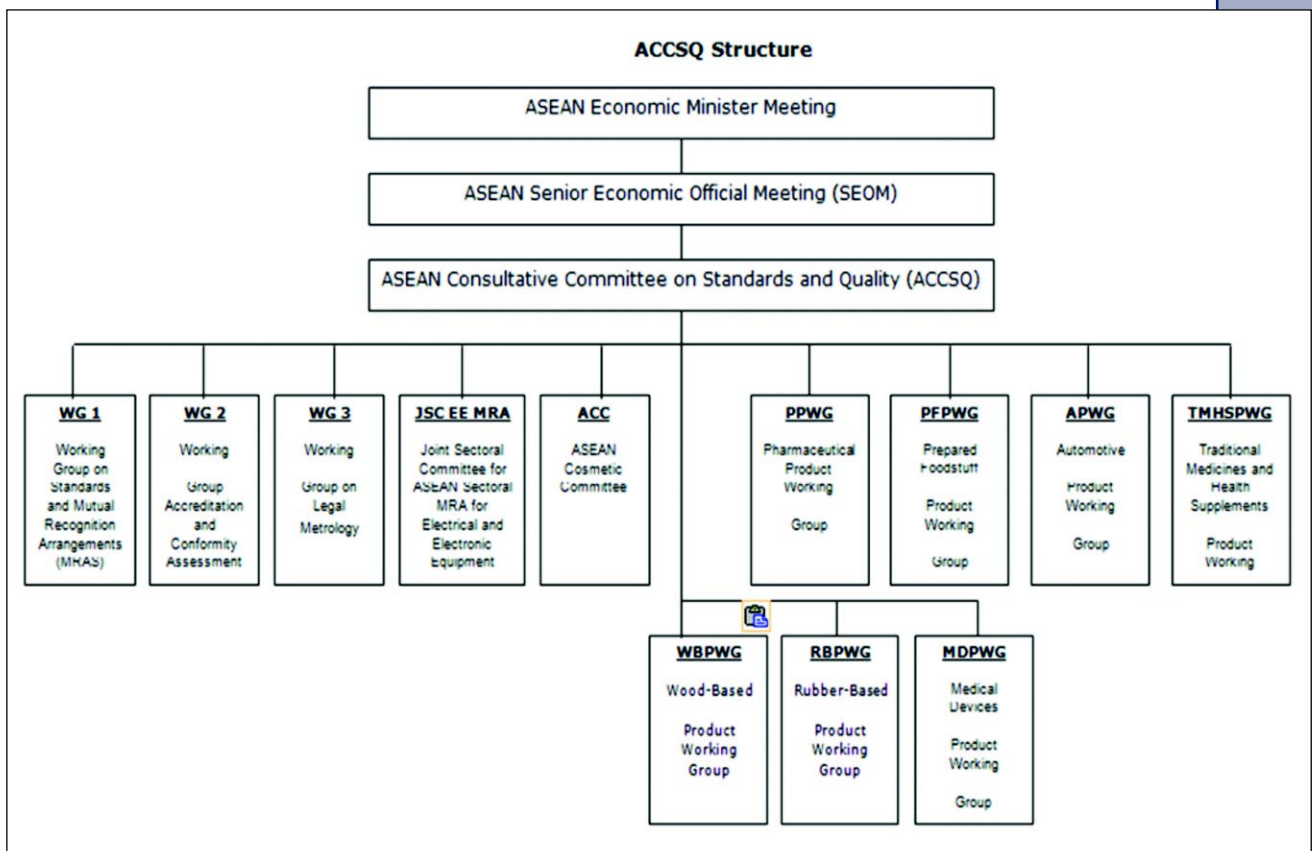 ACCSQ Structure
ASEAN Economic Minister Meeting
ASEAN Senior Economic Official Meeting (SEOM)
ASEAN Consultative Committee on Standards and Quality (ACCSQ)
WG 1
Working
Group on
Standards
and Mutual
Recognition
Arrangements
(MRAS)
WG 2
Working
Group
Accreditation
and
Conformity
Assessment
WG 3
Working
Group on
Legal
Metrology
JSC EE MRA
Joint Sectoral
Committee for
ASEAN Sectoral
MRA for
Electrical and
Electronic
Equipment
ACC
ASEAN
Cosmetic
Committee
PPWG
Pharmaceutical
Product
Working
Group
PFPWG
Prepared
Foodstuff
Product
Working
Group
APWG
Automotive
Product
Working
Group
TMHSPWG
Traditional
Medicines and
Health
Supplements
Product
Working
WBPWG
Wood-Based
Product
Working
Group
RBPWG
Rubber-Based
Product
Working
Group
MDPWG
Medical
Devices
Product
Working
Group